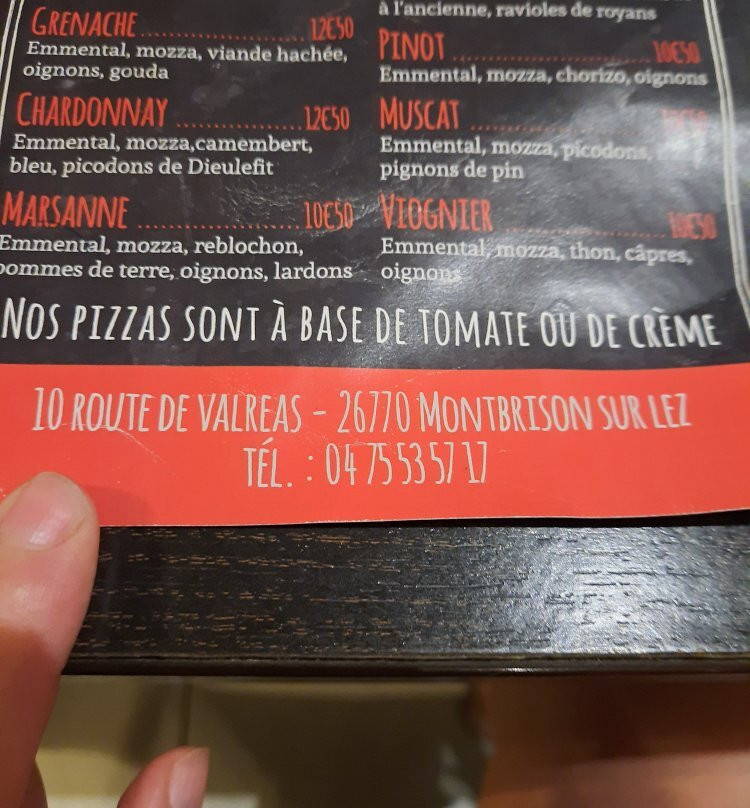 GRENACHE 12€50
Emmental, mozza, viande hachée,
oignons, gouda
CHARDONNAY 12€50
Emmental, mozza,camembert,
bleu, picodons de Dieulefit
MARSANNE 10€50
Emmental, mozza, reblochon,
pommes de terre, oignons, lardons
à l'ancienne, ravioles de royans
PINOT 10€50
Emmental, mozza, chorizo, oignons
MUSCAT
Emmental, mozza, picodons,
pignons de pin
VIOGNIER 10€50
Emmental, mozza, thon, câpres,
oignons
NOS PIZZAS SONT À BASE DE TOMATE OU DE CRÈME
10 ROUTE DE VALREAS - 26770 MONTBRISON SUR LEZ
TÉL. : 04 75 53 57 17